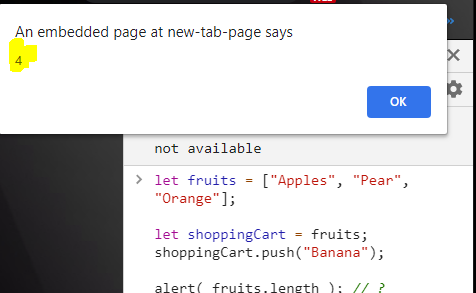 An embedded page at new-tab-page says
4
OK
not available
let fruits = ["Apples", "Pear",
"Orange"];
let shoppingCart = fruits;
shoppingCart.push("Banana");
alert( fruits.length ); // ?